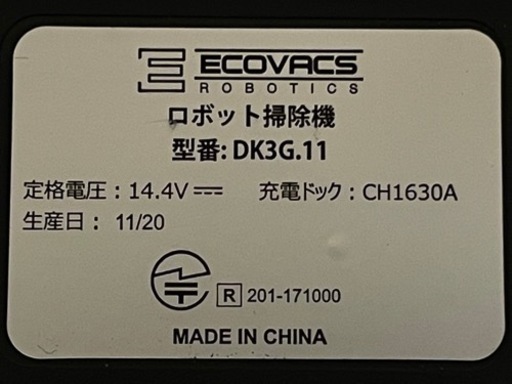 ECOVACS
ROBOTICS
ロボット掃除機
型番: DK3G.11
定格電圧：14.4V⎓ 充電ドック：CH1630A
生産日：11/20
R 201-171000
MADE IN CHINA